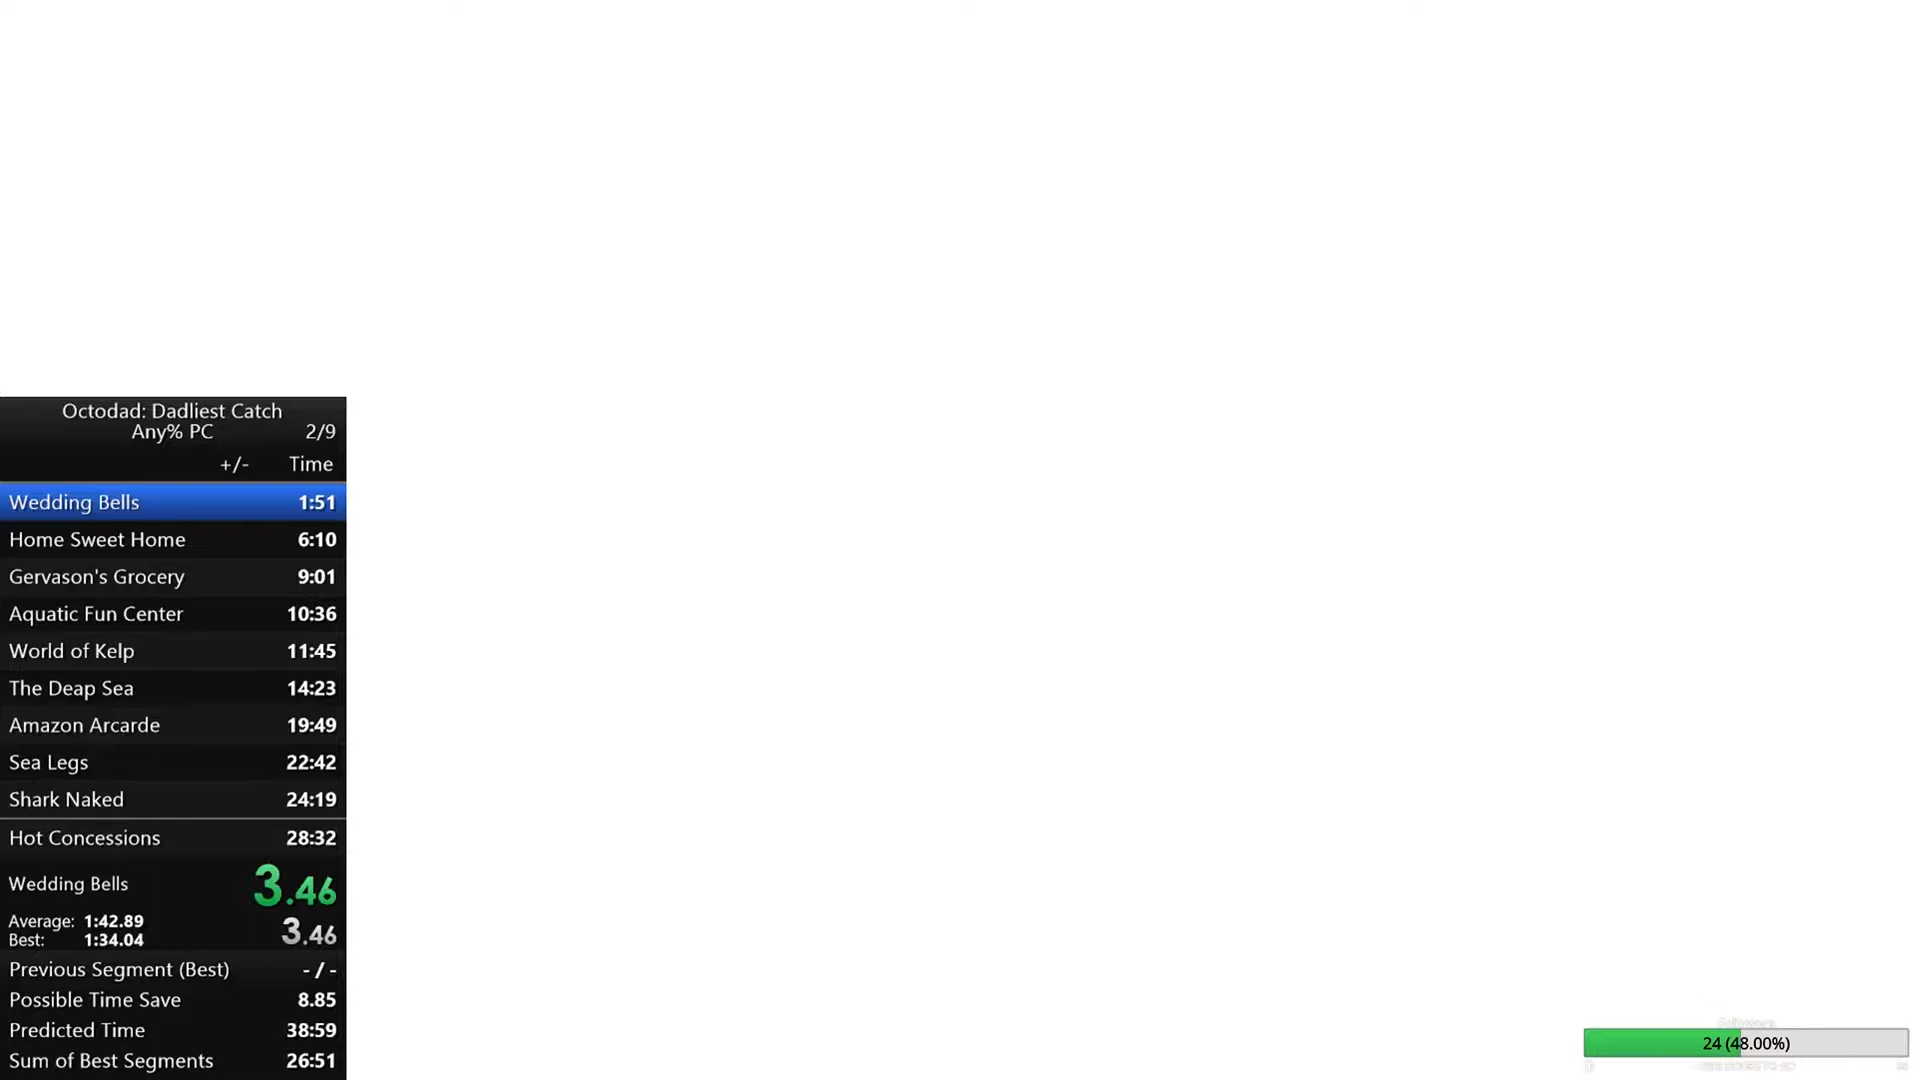 Octodad: Dadliest Catch
Any% PC 2/9
+/- Time
Wedding Bells 1:51
Home Sweet Home 6:10
Gervason's Grocery 9:01
Aquatic Fun Center 10:36
World of Kelp 11:45
The Deap Sea 14:23
Amazon Arcarde 19:49
Sea Legs 22:42
Shark Naked 24:19
Hot Concessions 28:32
Wedding Bells 3.46
Average: 1:42.89
Best: 1:34.04 3.46
Previous Segment (Best) - / -
Possible Time Save 8.85
Predicted Time 38:59
Sum of Best Segments 26:51
Followers
24 (48.00%)